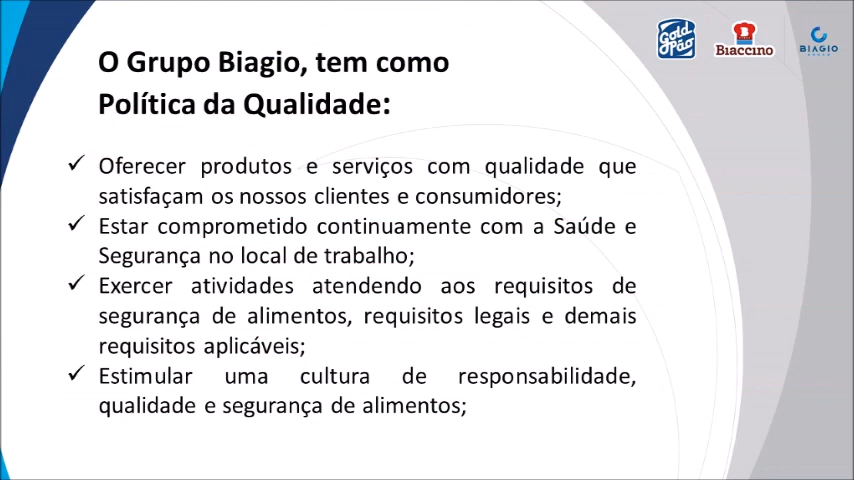 O Grupo Biagio, tem como
Política da Qualidade:
Gold
Pão
Biaccino
BIAGIO
✓ Oferecer produtos e serviços com qualidade que
satisfaçam os nossos clientes e consumidores;
✓ Estar comprometido continuamente com a Saúde e
Segurança no local de trabalho;
✓ Exercer atividades atendendo aos requisitos de
segurança de alimentos, requisitos legais e demais
requisitos aplicáveis;
✓ Estimular uma cultura de responsabilidade,
qualidade e segurança de alimentos;